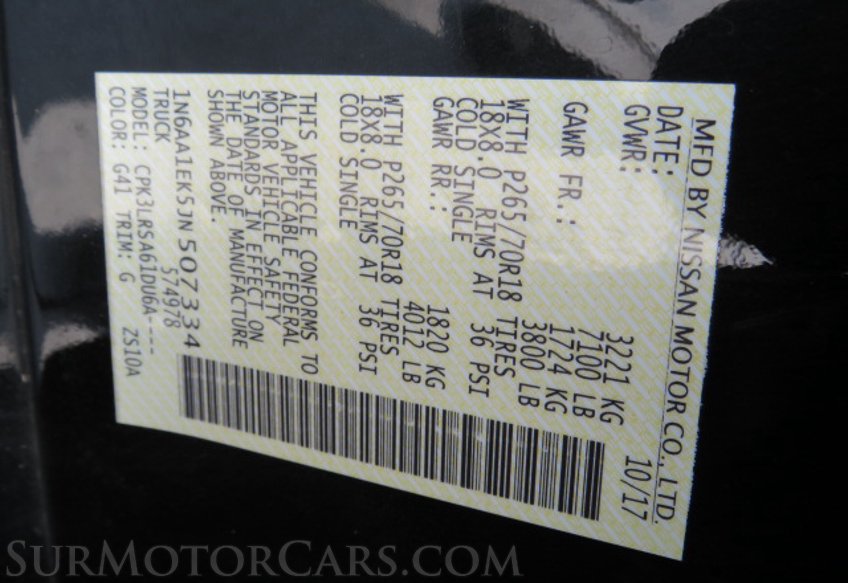 MFD BY NISSAN MOTOR CO., LTD.
DATE: 10/17
GVWR: 3221 KG
7100 LB
GAWR FR.: 1724 KG
3800 LB
WITH P265/70R18 TIRES
18X8.0 RIMS AT 36 PSI
COLD SINGLE
GAWR RR.: 1820 KG
4012 LB
WITH P265/70R18 TIRES
18X8.0 RIMS AT 36 PSI
COLD SINGLE
THIS VEHICLE CONFORMS TO
ALL APPLICABLE FEDERAL
MOTOR VEHICLE SAFETY
STANDARDS IN EFFECT ON
THE DATE OF MANUFACTURE
SHOWN ABOVE.
1N6AA1EK5JN507334
TRUCK 574978
MODEL: CPK3LR5A61DU6A----
COLOR: G41 TRIM: G ZS10A
SURMOTORCARS.COM